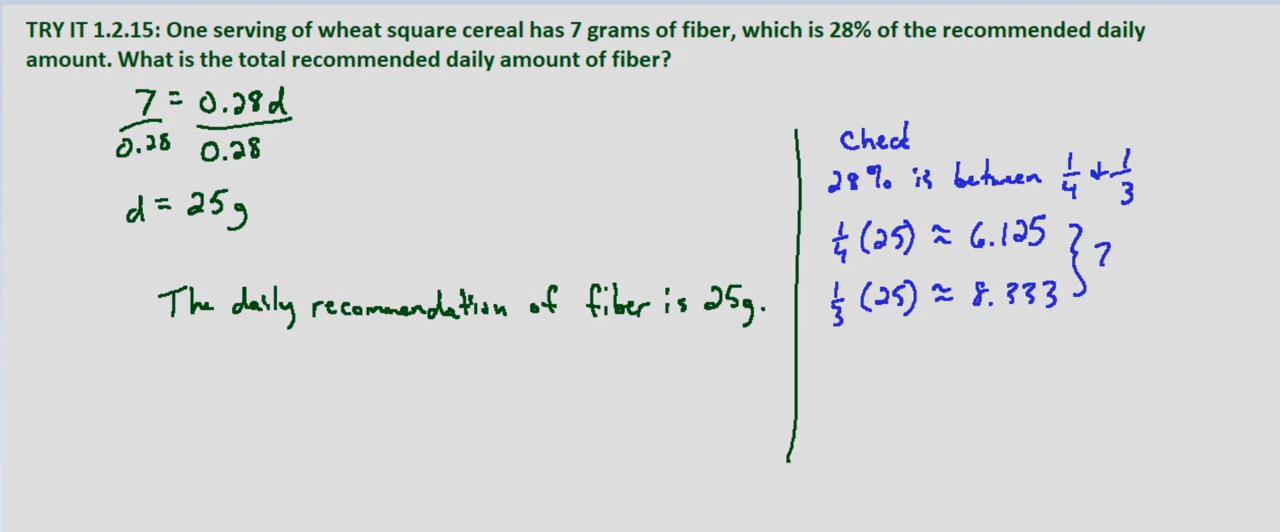 TRY IT 1.2.15: One serving of wheat square cereal has 7 grams of fiber, which is 28% of the recommended daily
amount. What is the total recommended daily amount of fiber?
7 = 0.28d
0.28 0.28
d = 25g
The daily recommendation of fiber is 25g.
Check
28% is between 1/4 + 1/3
1/4 (25) ≈ 6.125
1/3 (25) ≈ 8.333 } 7